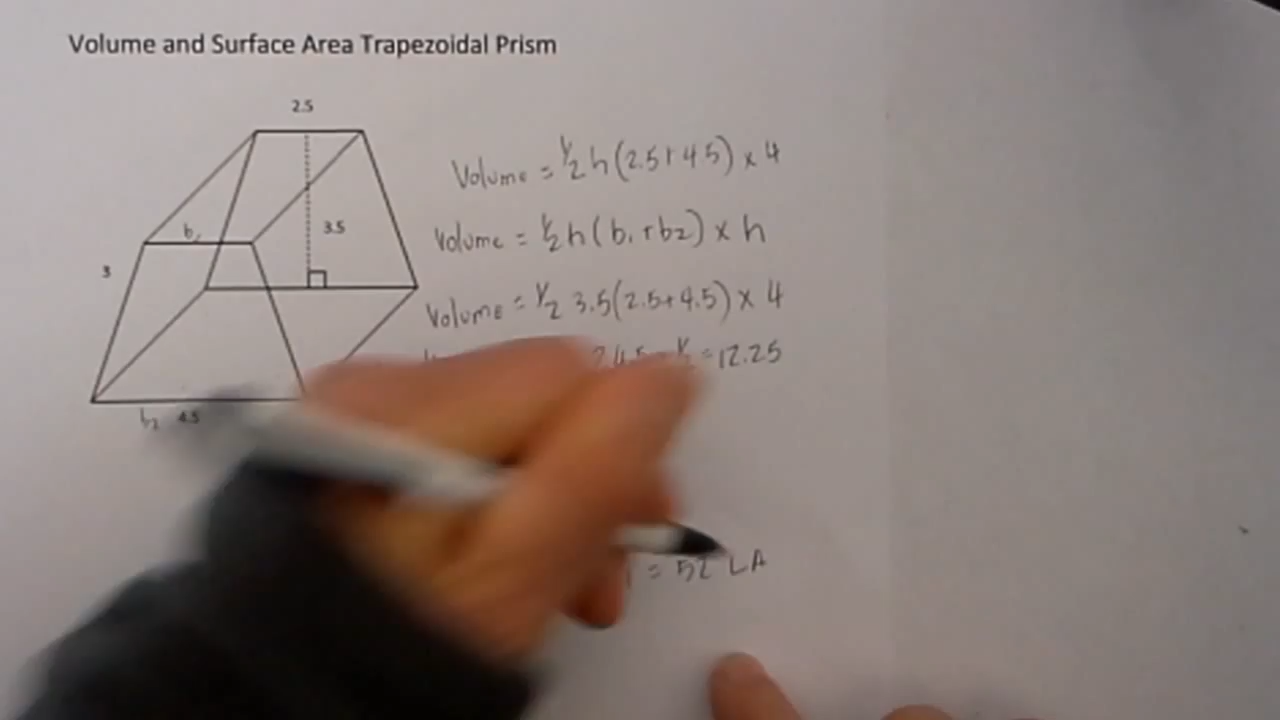 Volume and Surface Area Trapezoidal Prism
2.5
Volume = ½ h(2.5+4.5) x 4
b₁
3.5
Volume = ½ h(b₁+b₂) x h
3
Volume = ½ 3.5(2.5+4.5) x 4
= 12.25
b₂ 4.5
= 52 LA